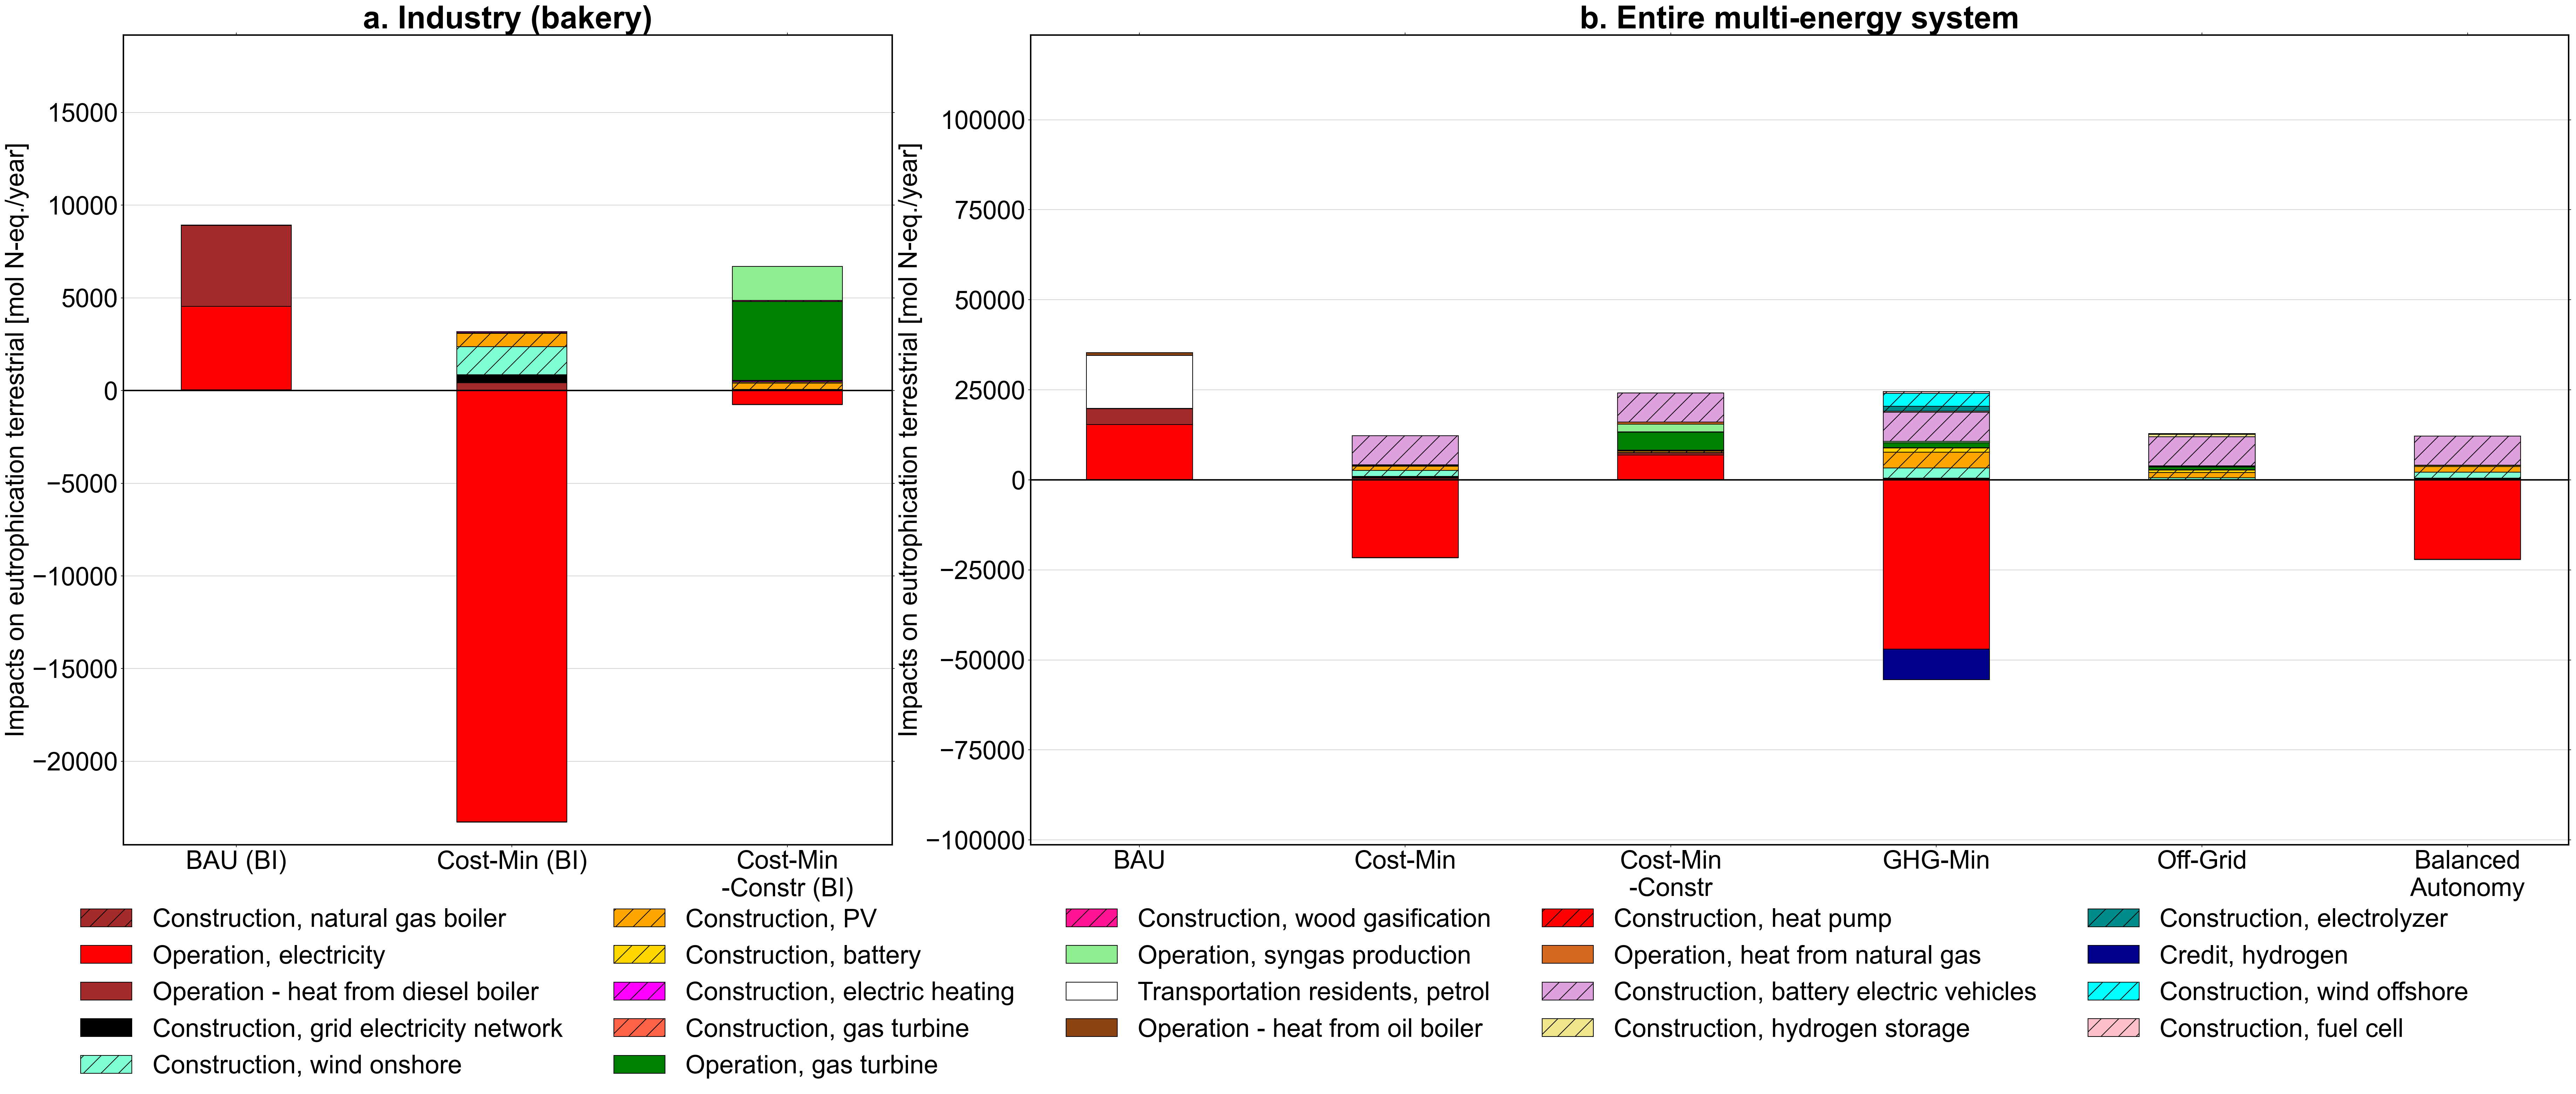 a. Industry (bakery)
b. Entire multi-energy system
Impacts on eutrophication terrestrial [mol N-eq./year]
15000
10000
5000
0
−5000
−10000
−15000
−20000
BAU (BI)
Cost-Min (BI)
Cost-Min
-Constr (BI)
Impacts on eutrophication terrestrial [mol N-eq./year]
100000
75000
50000
25000
0
−25000
−50000
−75000
−100000
BAU
Cost-Min
Cost-Min
-Constr
GHG-Min
Off-Grid
Balanced
Autonomy
Construction, natural gas boiler
Operation, electricity
Operation - heat from diesel boiler
Construction, grid electricity network
Construction, wind onshore
Construction, PV
Construction, battery
Construction, electric heating
Construction, gas turbine
Operation, gas turbine
Construction, wood gasification
Operation, syngas production
Transportation residents, petrol
Operation - heat from oil boiler
Construction, heat pump
Operation, heat from natural gas
Construction, battery electric vehicles
Construction, hydrogen storage
Construction, electrolyzer
Credit, hydrogen
Construction, wind offshore
Construction, fuel cell